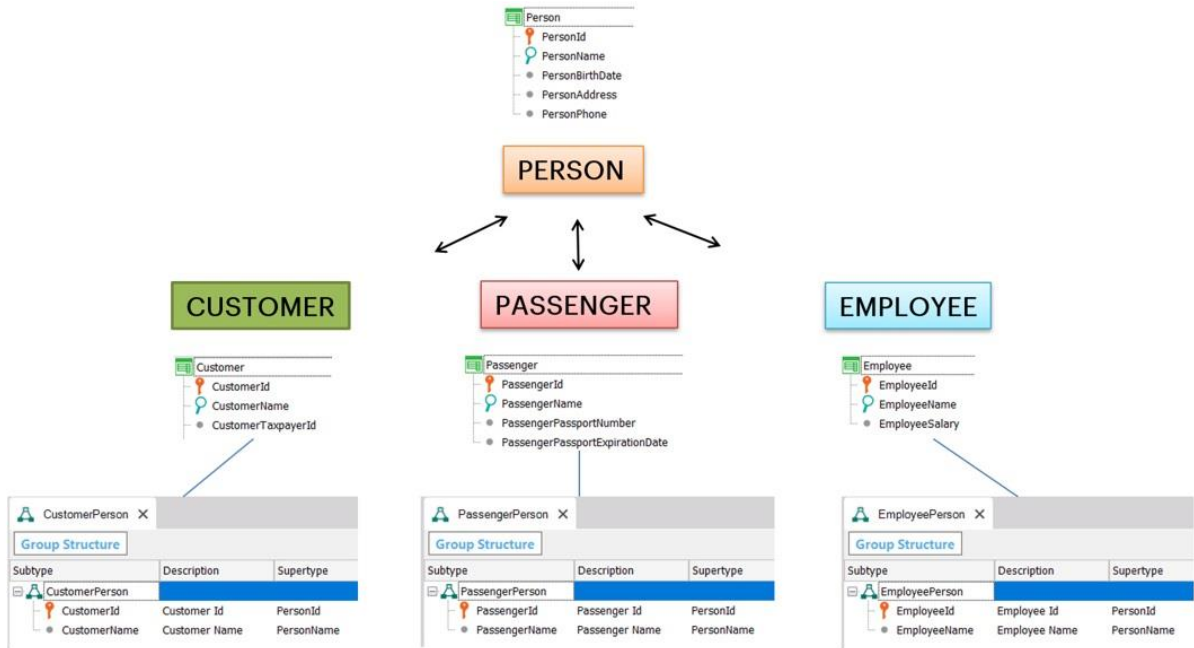 Person
PersonId
PersonName
PersonBirthDate
PersonAddress
PersonPhone
PERSON
CUSTOMER
PASSENGER
EMPLOYEE
Customer
CustomerId
CustomerName
CustomerTaxpayerId
Passenger
PassengerId
PassengerName
PassengerPassportNumber
PassengerPassportExpirationDate
Employee
EmployeeId
EmployeeName
EmployeeSalary
CustomerPerson X
Group Structure
Subtype Description Supertype
CustomerPerson
CustomerId Customer Id PersonId
CustomerName Customer Name PersonName
PassengerPerson X
Group Structure
Subtype Description Supertype
PassengerPerson
PassengerId Passenger Id PersonId
PassengerName Passenger Name PersonName
EmployeePerson X
Group Structure
Subtype Description Supertype
EmployeePerson
EmployeeId Employee Id PersonId
EmployeeName Employee Name PersonName